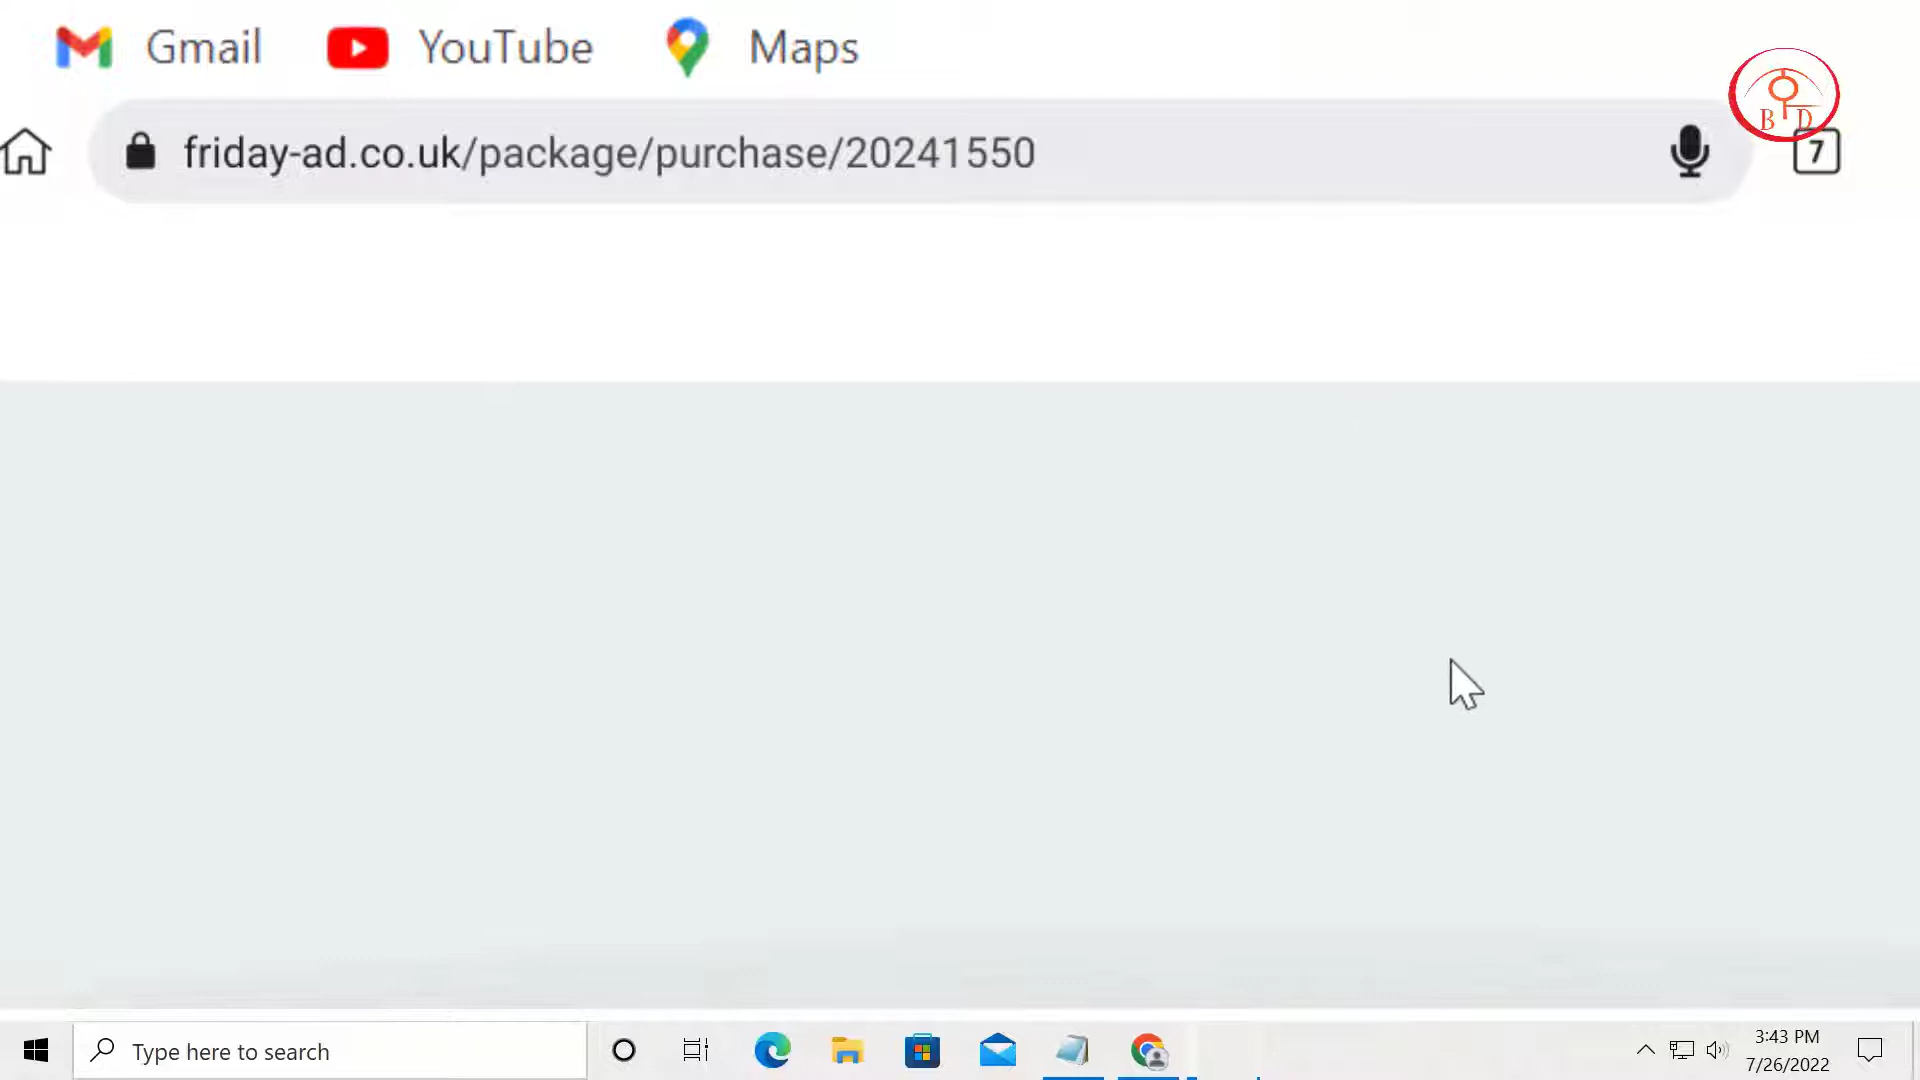 Gmail YouTube Maps
B D
friday-ad.co.uk/package/purchase/20241550 7
Type here to search
3:43 PM
7/26/2022